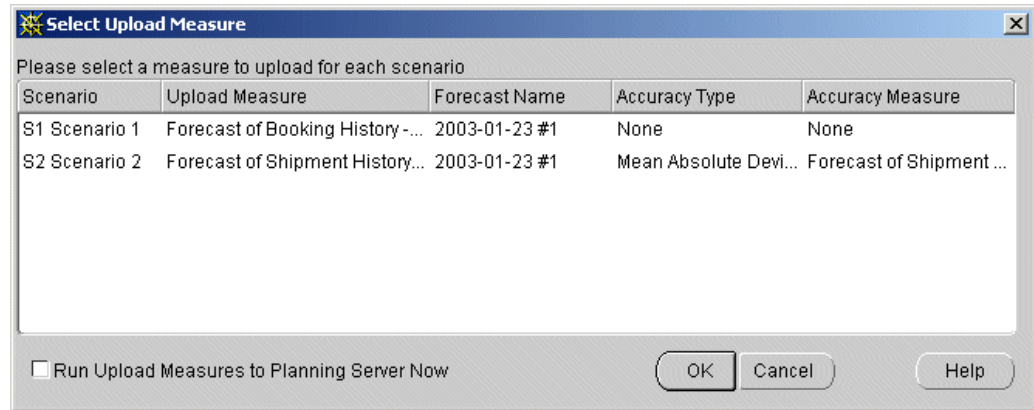 Select Upload Measure
Please select a measure to upload for each scenario
Scenario Upload Measure Forecast Name Accuracy Type Accuracy Measure
S1 Scenario 1 Forecast of Booking History -... 2003-01-23 #1 None None
S2 Scenario 2 Forecast of Shipment History... 2003-01-23 #1 Mean Absolute Devi... Forecast of Shipment ...
Run Upload Measures to Planning Server Now OK Cancel Help